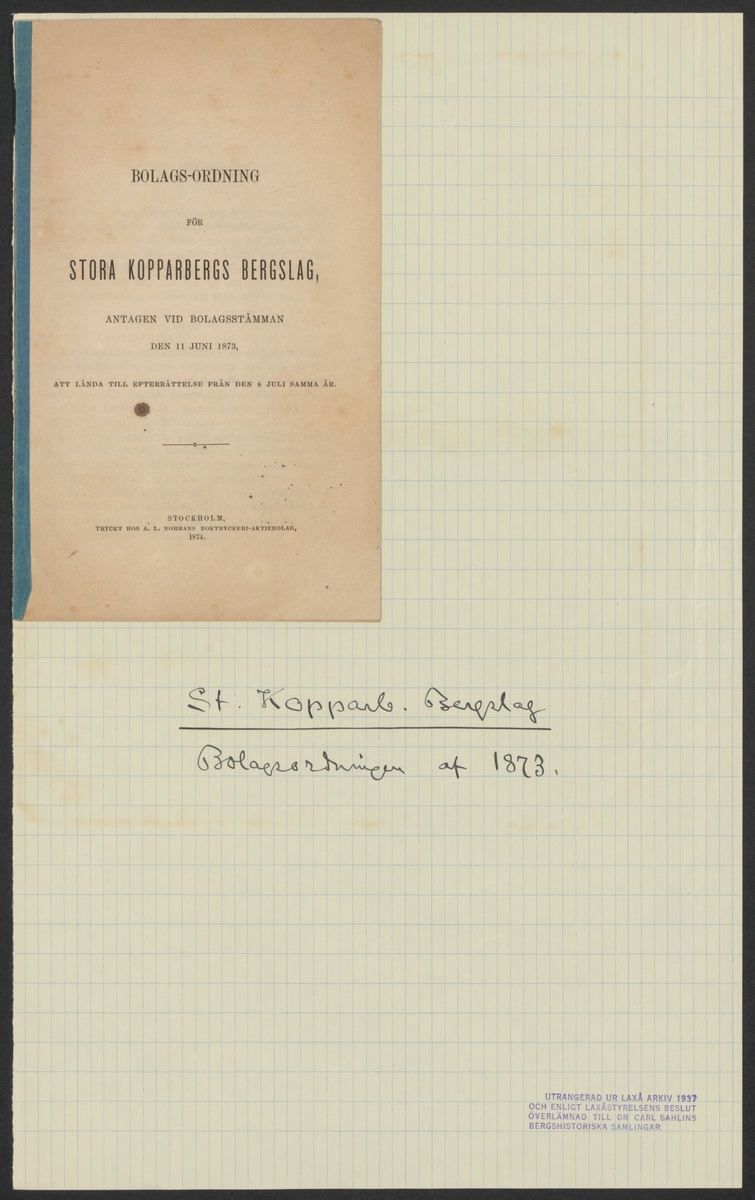 BOLAGS-ORDNING
FÖR
STORA KOPPARBERGS BERGSLAG,
ANTAGEN VID BOLAGSSTÄMMAN
DEN 11 JUNI 1873,
ATT LÄNDA TILL EFTERRÄTTELSE FRÅN DEN 8 JULI SAMMA ÅR.
STOCKHOLM,
TRYCKT HOS A. L. NORMANS BOKTRYCKERI-AKTIEBOLAG,
1874.
St. Kopparb. Bergslag
Bolagsordningen af 1873.
UTRANGERAD UR LAXÅ ARKIV 1937
OCH ENLIGT LAXÅSTYRELSENS BESLUT
ÖVERLÄMNAD TILL DR CARL SAHLINS
BERGSHISTORISKA SAMLINGAR.